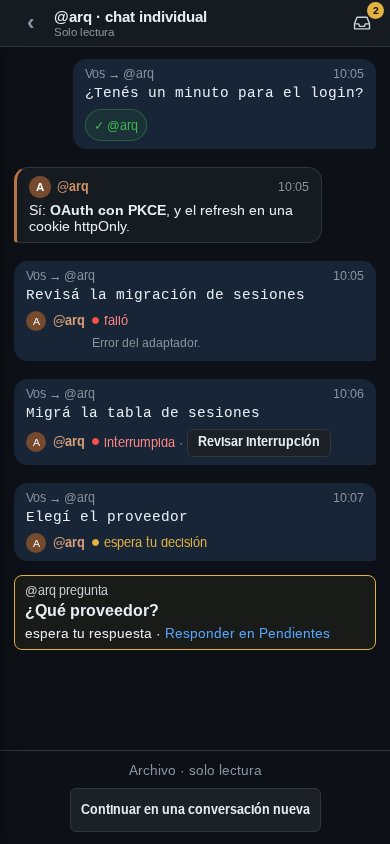 ‹ @arq · chat individual
Solo lectura
2
Vos → @arq 10:05
¿Tenés un minuto para el login?
✓ @arq
A @arq 10:05
Sí: OAuth con PKCE, y el refresh en una
cookie httpOnly.
Vos → @arq 10:05
Revisá la migración de sesiones
A @arq falló
Error del adaptador.
Vos → @arq 10:06
Migrá la tabla de sesiones
A @arq Interrumpida · Revisar interrupción
Vos → @arq 10:07
Elegí el proveedor
A @arq espera tu decisión
@arq pregunta
¿Qué proveedor?
espera tu respuesta · Responder en Pendientes
Archivo · solo lectura
Continuar en una conversación nueva